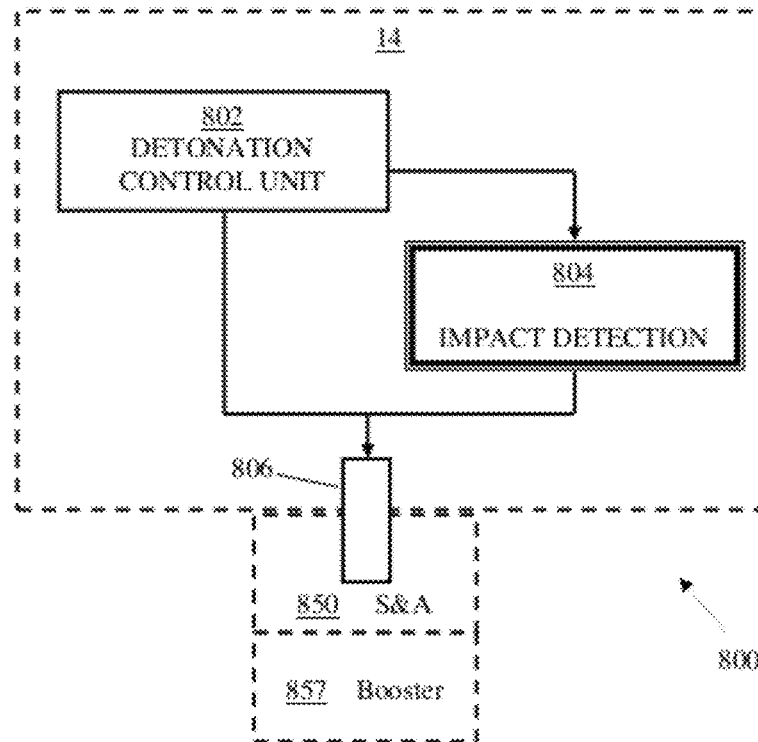 14
802
DETONATION
CONTROL UNIT
804
IMPACT DETECTION
806
850 S&A
800
857 Booster